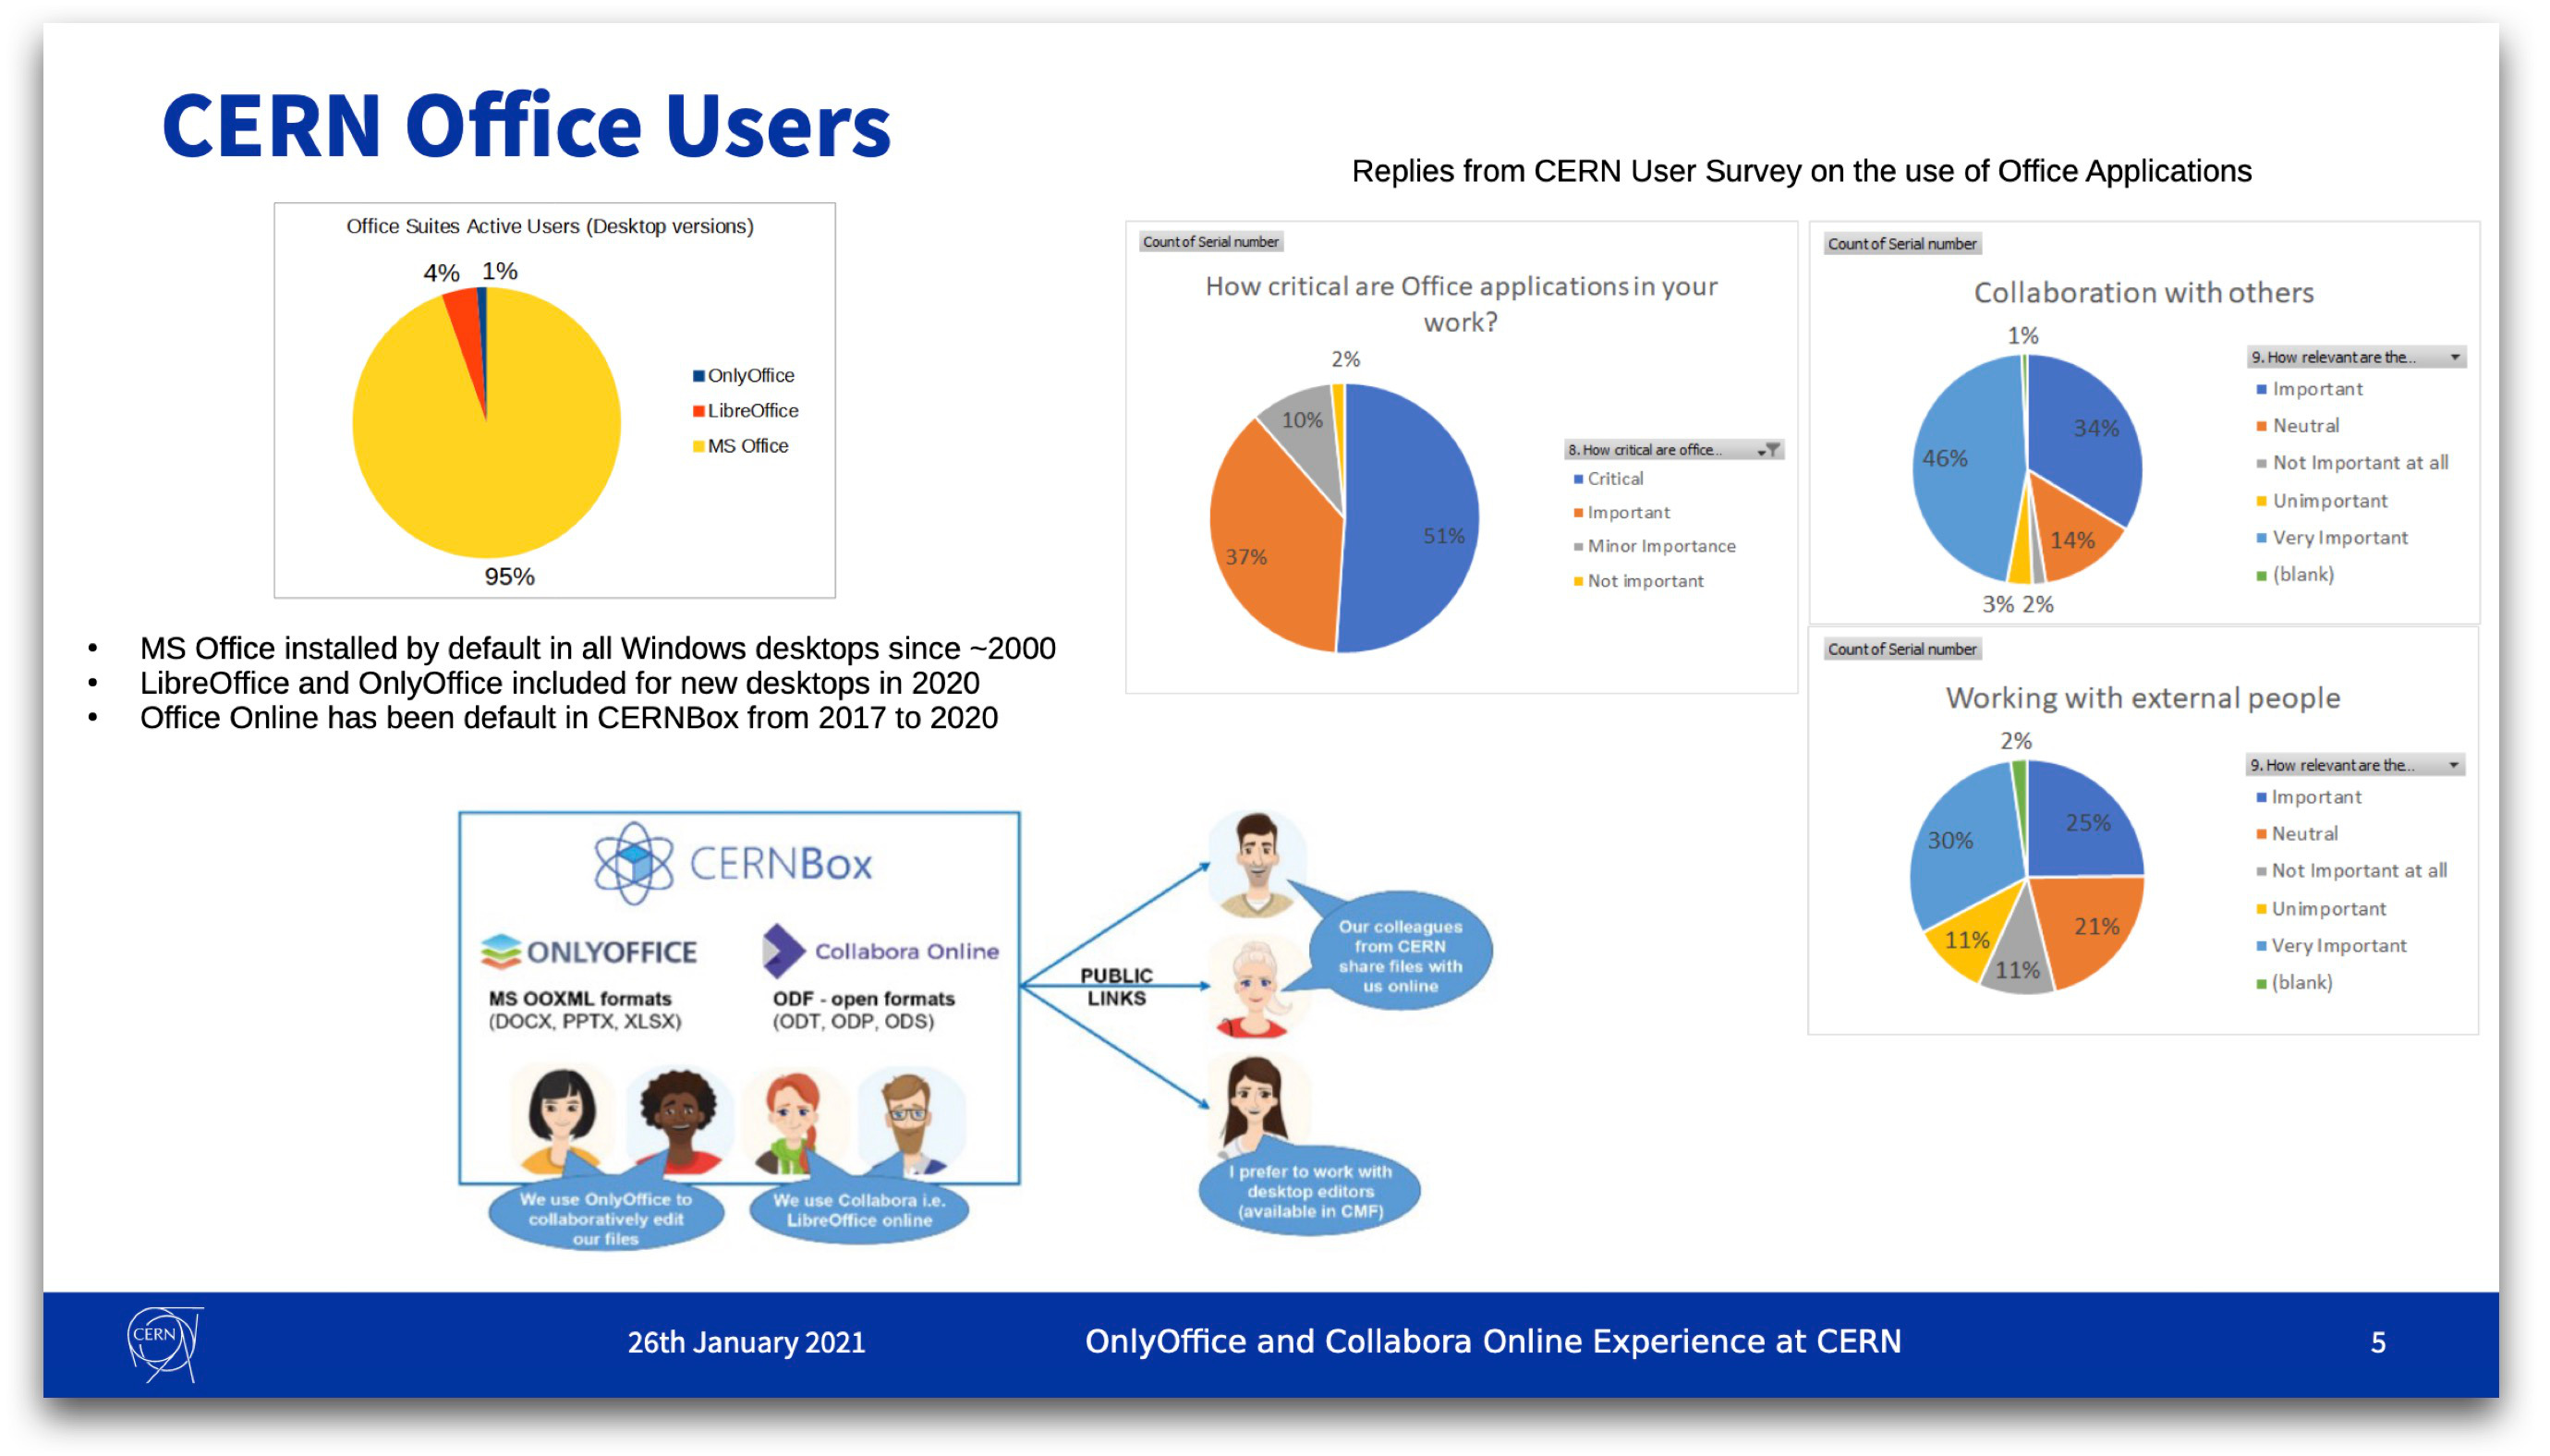 CERN Office Users
Office Suites Active Users (Desktop versions)
4% 1%
OnlyOffice
LibreOffice
MS Office
95%
• MS Office installed by default in all Windows desktops since ~2000
• LibreOffice and OnlyOffice included for new desktops in 2020
• Office Online has been default in CERNBox from 2017 to 2020
Replies from CERN User Survey on the use of Office Applications
Count of Serial number
How critical are Office applications in your
work?
2%
10%
37%
51%
8. How critical are office...
Critical
Important
Minor Importance
Not important
Count of Serial number
Collaboration with others
1%
34%
46%
14%
3% 2%
9. How relevant are the...
Important
Neutral
Not Important at all
Unimportant
Very Important
(blank)
Count of Serial number
Working with external people
2%
25%
30%
21%
11%
11%
9. How relevant are the...
Important
Neutral
Not Important at all
Unimportant
Very Important
(blank)
CERNBox
ONLYOFFICE
MS OOXML formats
(DOCX, PPTX, XLSX)
Collabora Online
ODF - open formats
(ODT, ODP, ODS)
We use OnlyOffice to
collaboratively edit
our files
We use Collabora i.e.
LibreOffice online
PUBLIC
LINKS
Our colleagues
from CERN
share files with
us online
I prefer to work with
desktop editors
(available in CMF)
CERN
26th January 2021
OnlyOffice and Collabora Online Experience at CERN
5